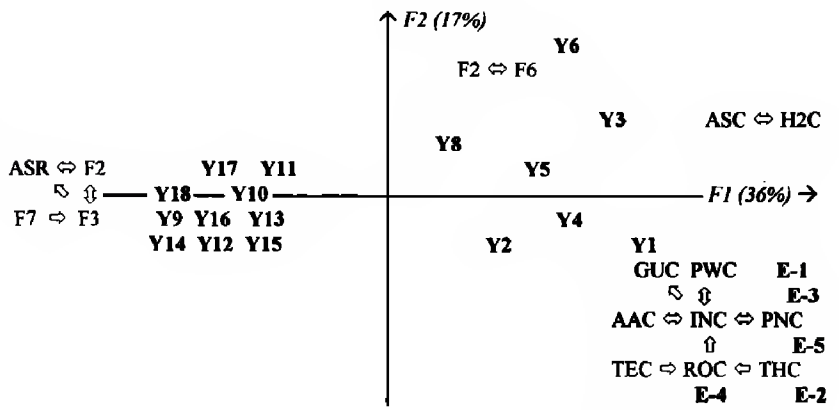 F2 (17%)
Y6
F2 ⇔ F6
Y3 ASC ⇔ H2C
Y8
ASR ⇔ F2 Y17 Y11 Y5
⇖ ⇕ Y18 Y10 F1 (36%)
F7 ⇨ F3 Y9 Y16 Y13 Y4
Y14 Y12 Y15 Y2 Y1
GUC PWC E-1
⇖ ⇕ E-3
AAC ⇔ INC ⇔ PNC
⇧ E-5
TEC ⇨ ROC ⇦ THC
E-4 E-2